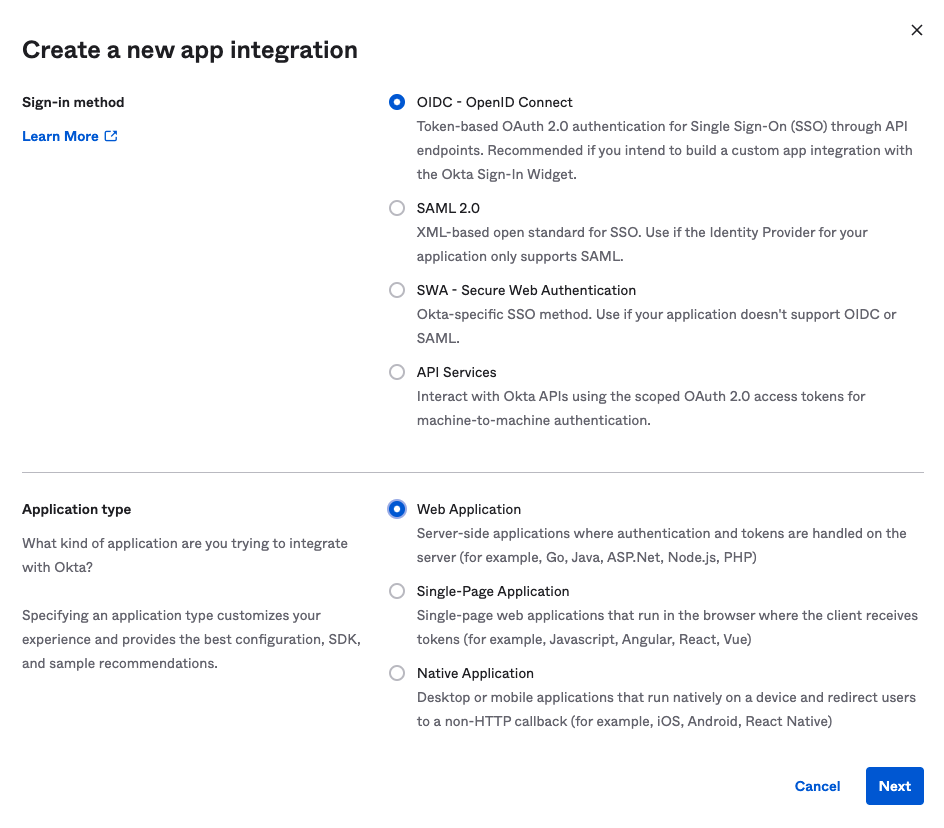 Create a new app integration
Sign-in method
Learn More
OIDC - OpenID Connect
Token-based OAuth 2.0 authentication for Single Sign-On (SSO) through API
endpoints. Recommended if you intend to build a custom app integration with
the Okta Sign-In Widget.
SAML 2.0
XML-based open standard for SSO. Use if the Identity Provider for your
application only supports SAML.
SWA - Secure Web Authentication
Okta-specific SSO method. Use if your application doesn't support OIDC or
SAML.
API Services
Interact with Okta APIs using the scoped OAuth 2.0 access tokens for
machine-to-machine authentication.
Application type
What kind of application are you trying to integrate
with Okta?
Specifying an application type customizes your
experience and provides the best configuration, SDK,
and sample recommendations.
Web Application
Server-side applications where authentication and tokens are handled on the
server (for example, Go, Java, ASP.Net, Node.js, PHP)
Single-Page Application
Single-page web applications that run in the browser where the client receives
tokens (for example, Javascript, Angular, React, Vue)
Native Application
Desktop or mobile applications that run natively on a device and redirect users
to a non-HTTP callback (for example, iOS, Android, React Native)
Cancel
Next